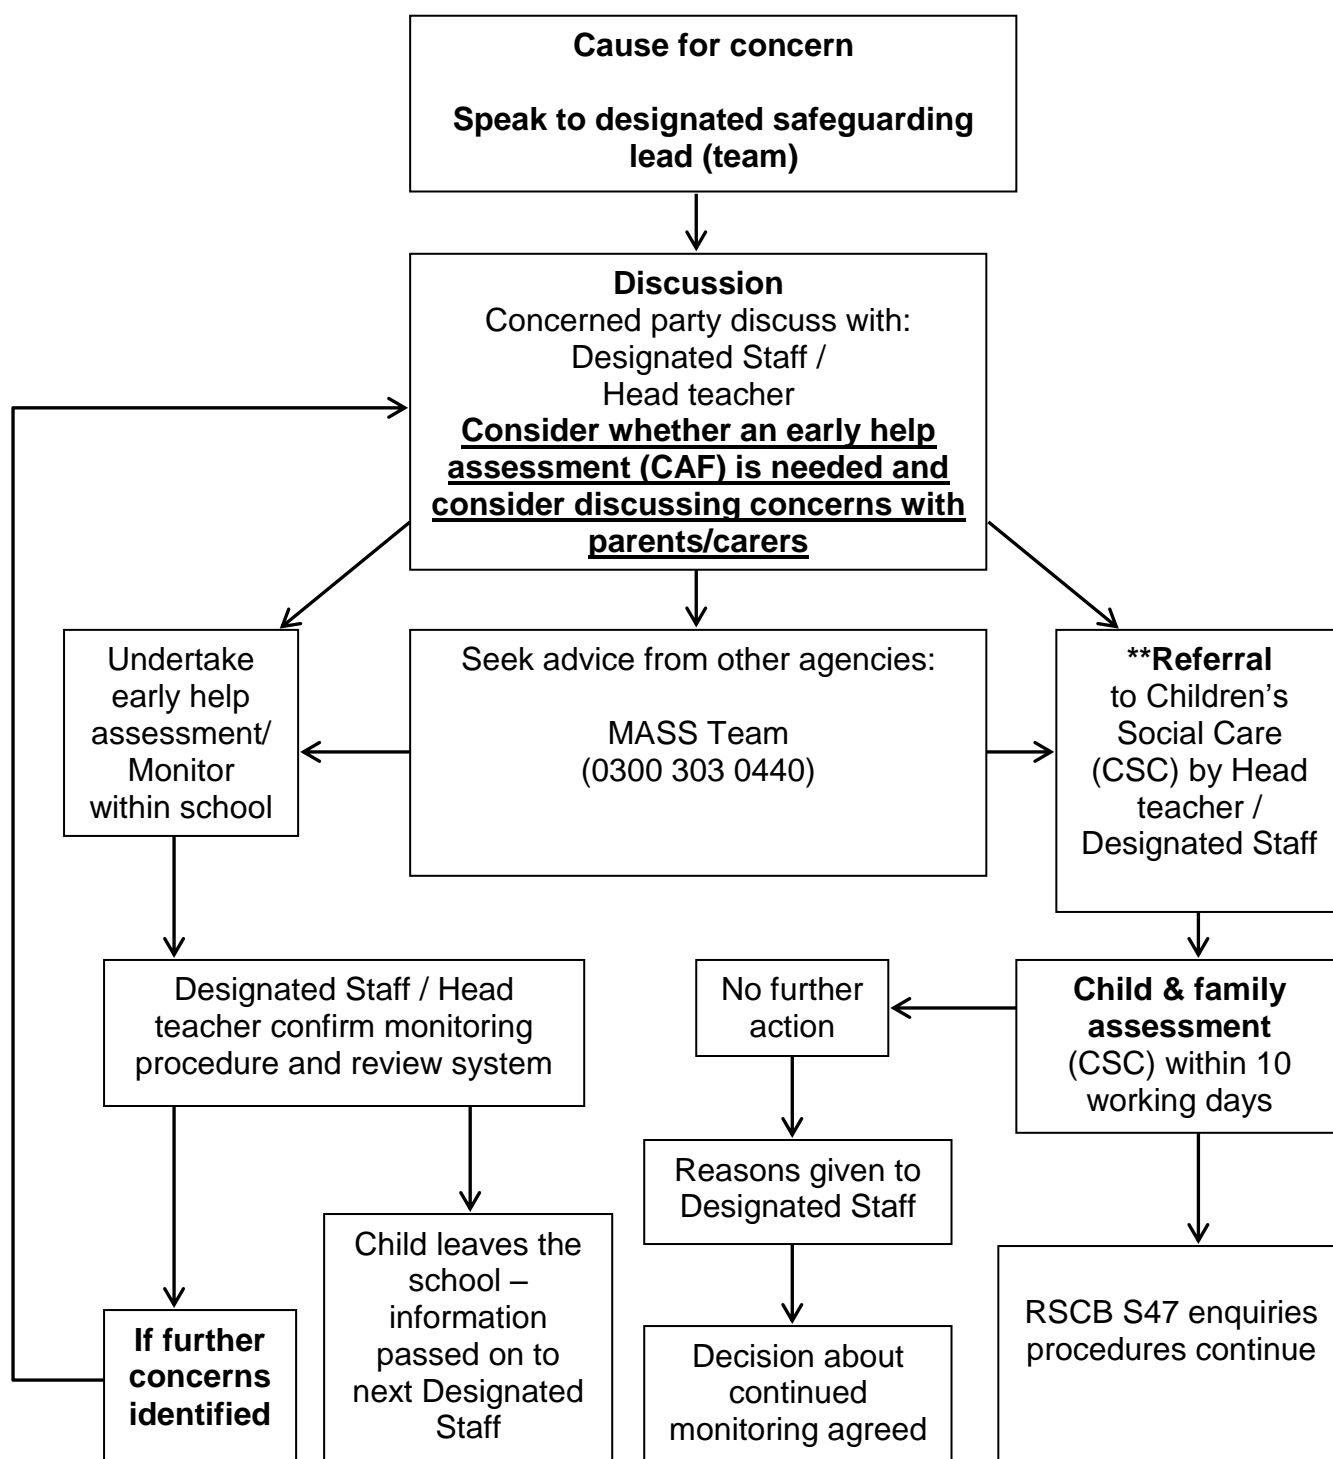 Cause for concern
Speak to designated safeguarding
lead (team)
Discussion
Concerned party discuss with:
Designated Staff /
Head teacher
Consider whether an early help
assessment (CAF) is needed and
consider discussing concerns with
parents/carers
Undertake
early help
assessment/
Monitor
within school
Seek advice from other agencies:
MASS Team
(0300 303 0440)
**Referral
to Children’s
Social Care
(CSC) by Head
teacher /
Designated Staff
Designated Staff / Head
teacher confirm monitoring
procedure and review system
No further
action
Child & family
assessment
(CSC) within 10
working days
Reasons given to
Designated Staff
If further
concerns
identified
Child leaves the
school –
information
passed on to
next Designated
Staff
Decision about
continued
monitoring agreed
RSCB S47 enquiries
procedures continue